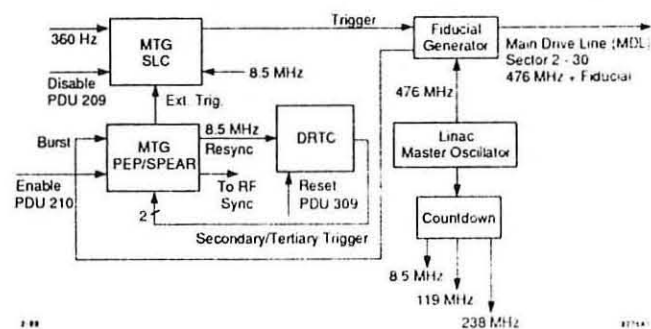 360 Hz
MTG
SLC
Trigger
Fiducial
Generator
Main Drive Line (MDL)
Sector 2 - 30
476 MHz + Fiducial
Disable
PDU 209
8.5 MHz
Ext. Trig.
476 MHz
Burst
MTG
PEP/SPEAR
8.5 MHz
Resync
DRTC
Linac
Master Oscillator
Enable
PDU 210
To RF
Sync
Reset
PDU 309
2
Countdown
Secondary/Tertiary Trigger
8.5 MHz
119 MHz
238 MHz